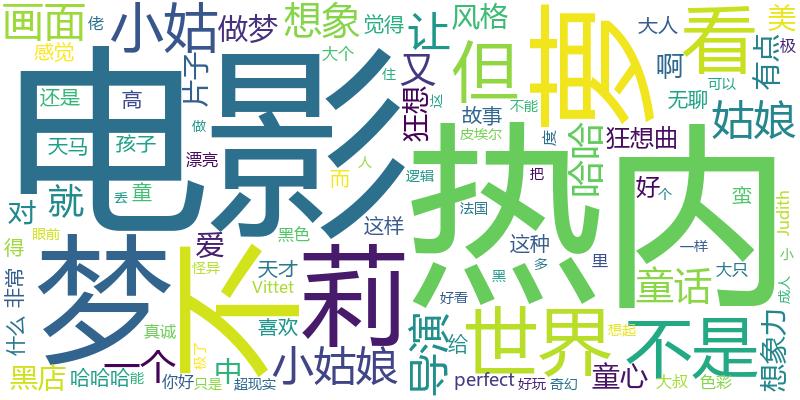 画面
佬
小姑
做梦
想象
觉得
让
风格
但
梦
看
大人
美
极
感觉
片子
大个
又
啊
有点
还是
高
电影
住
狂想
这
故事
不能
可以
无聊
姑娘
天马
孩子
做
皮埃尔
度
哈哈
狂想曲
漂亮
人
热内
逻辑
把
好
个
蛮
丢
童
而
对
就
法国
得
眼前
爱
黑色
这样
这种
里
一样
Judith
梦
不
怪异
天才
莉
多
黑
大只
小
非常
Vittet
好看
童话
成人
什么
真诚
极了
喜欢
导演
给
世界
想起
不是
想象力
黑店
哈哈哈
能
一个
中
你好
只是
超现实
小姑娘
perfect
好玩
奇幻
童心
大叔
色彩